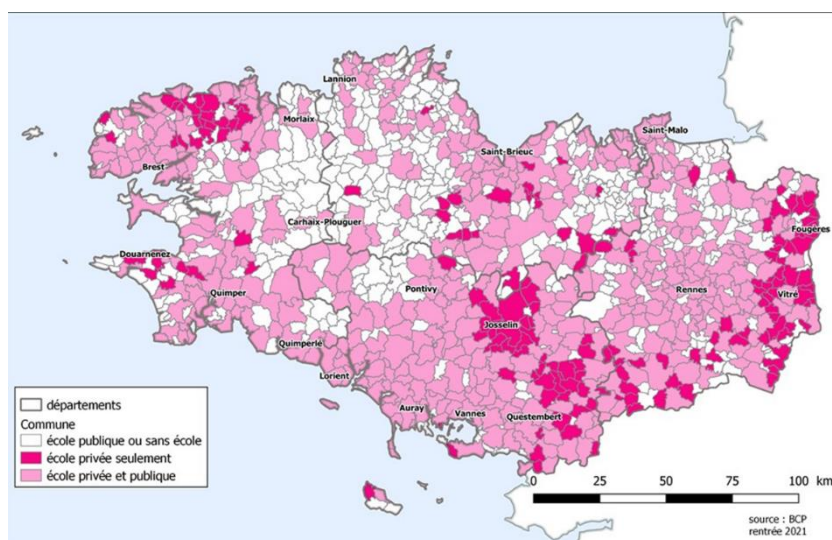 Lannion
Morlaix
Saint-Malo
Saint-Brieuc
Brest
Fougères
Carhaix-Plouguer
Douarnenez
Pontivy
Rennes
Vitré
Quimper
Josselin
Quimperlé
Lorient
Auray
Vannes
Questembert
départements
Commune
école publique ou sans école
école privée seulement
école privée et publique
0 25 50 75 100 km
source : BCP
rentrée 2021